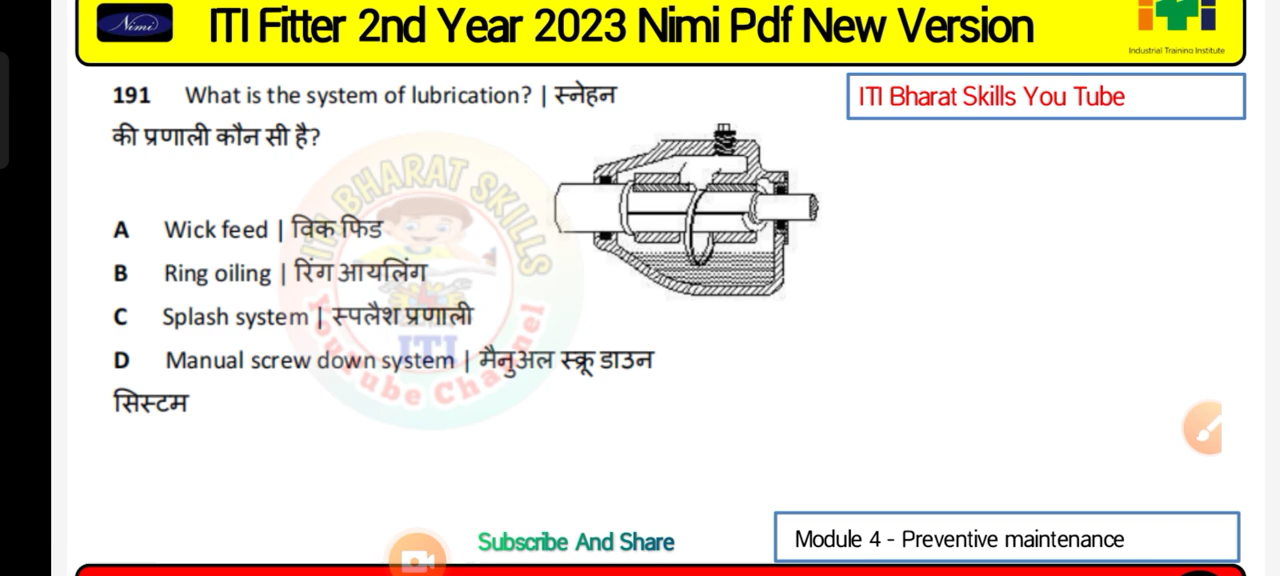 Nimi
ITI Fitter 2nd Year 2023 Nimi Pdf New Version
Industrial Training Institute
191 What is the system of lubrication? | स्नेहन
की प्रणाली कौन सी है?
ITI Bharat Skills You Tube
A Wick feed | विक फिड
B Ring oiling | रिंग आयलिंग
C Splash system | स्पलैश प्रणाली
D Manual screw down system | मैनुअल स्क्रू डाउन
सिस्टम
ITI BHARAT SKILLS
ITI
YouTube Channel
Subscribe And Share
Module 4 - Preventive maintenance